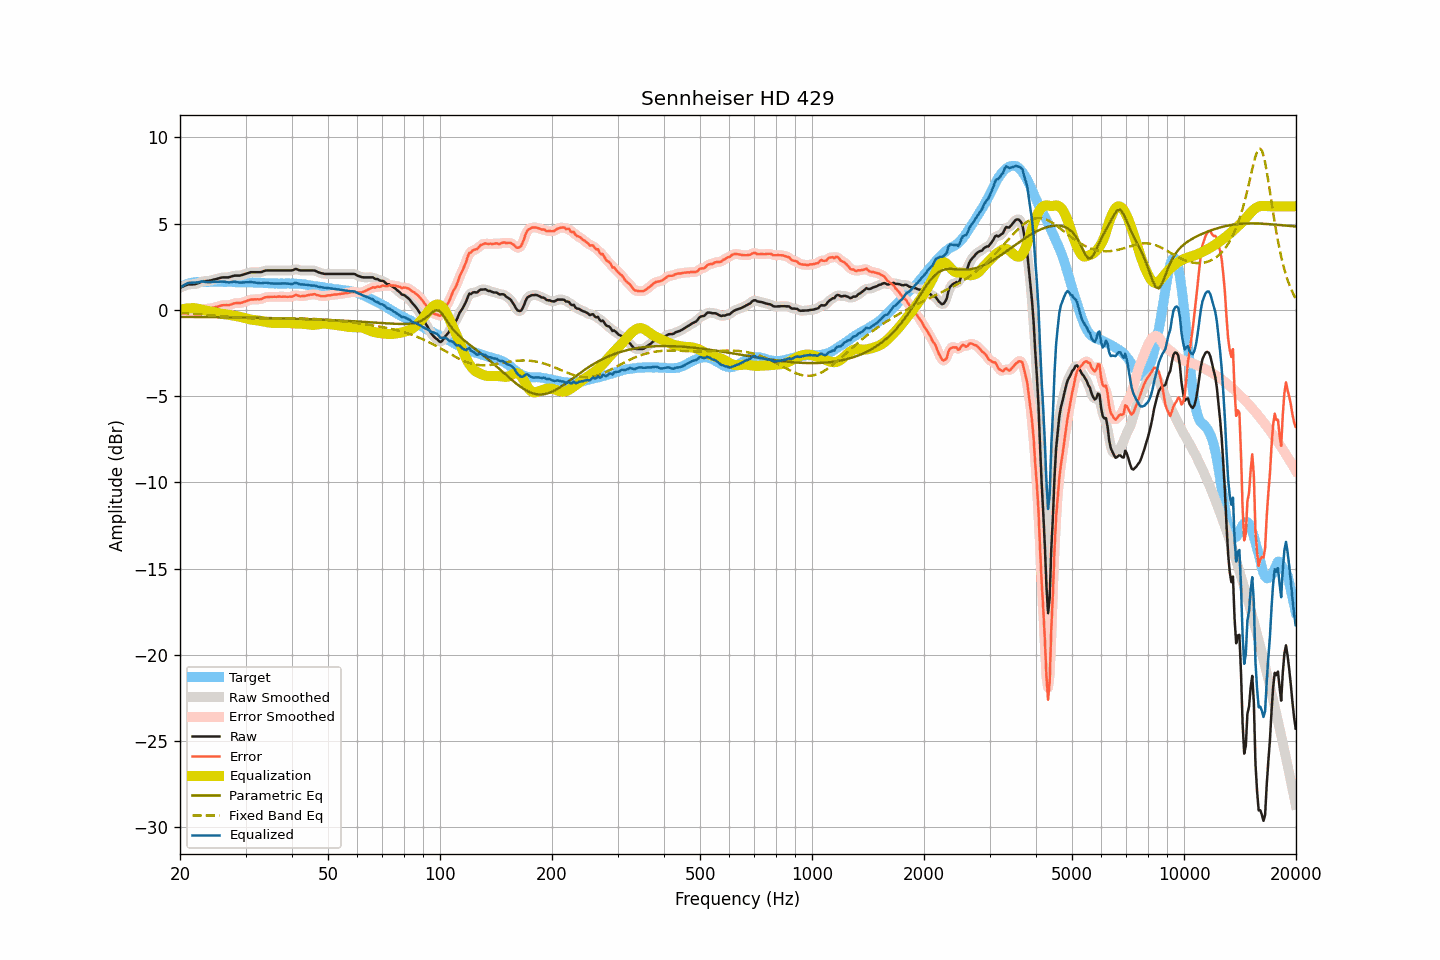 Sennheiser HD 429
10
5
0
−5
−10
−15
−20
−25
−30
Amplitude (dBr)
Target
Raw Smoothed
Error Smoothed
Raw
Error
Equalization
Parametric Eq
Fixed Band Eq
Equalized
20 50 100 200 500 1000 2000 5000 10000 20000
Frequency (Hz)